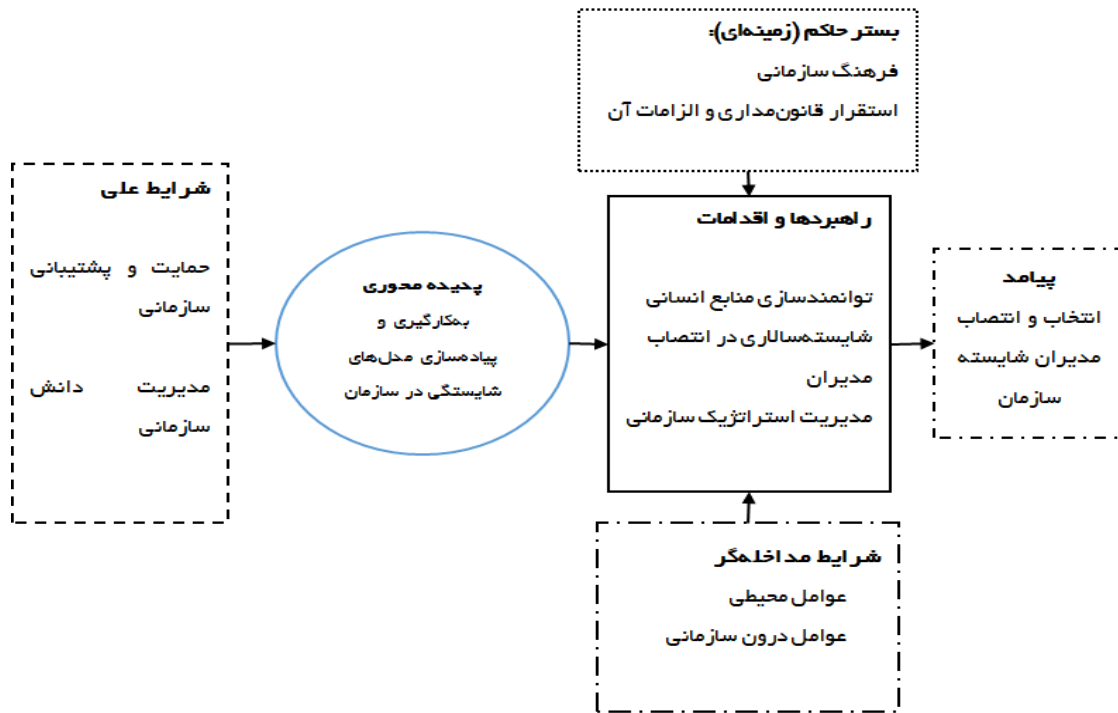 بستر حاکم (زمینه‌ای):
فرهنگ سازمانی
استقرار قانون‌مداری و الزامات آن
شرایط علی
حمایت و پشتیبانی
سازمانی
مدیریت دانش
سازمانی
پدیده محوری
به‌کارگیری و
پیاده‌سازی مدل‌های
شایستگی در سازمان
راهبردها و اقدامات
توانمندسازی منابع انسانی
شایسته‌سالاری در انتصاب
مدیران
مدیریت استراتژیک سازمانی
پیامد
انتخاب و انتصاب
مدیران شایسته
سازمان
شرایط مداخله‌گر
عوامل محیطی
عوامل درون سازمانی